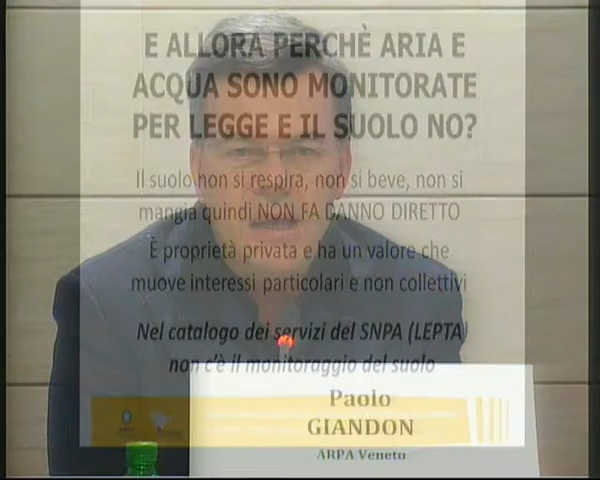 E ALLORA PERCHÈ ARIA E
ACQUA SONO MONITORATE
PER LEGGE E IL SUOLO NO?
Il suolo non si respira, non si beve, non si
mangia quindi NON FA DANNO DIRETTO
È proprietà privata e ha un valore che
muove interessi particolari e non collettivi
Nel catalogo dei servizi del SNPA (LEPTA)
non c'è il monitoraggio del suolo
Paolo
GIANDON
ARPA Veneto